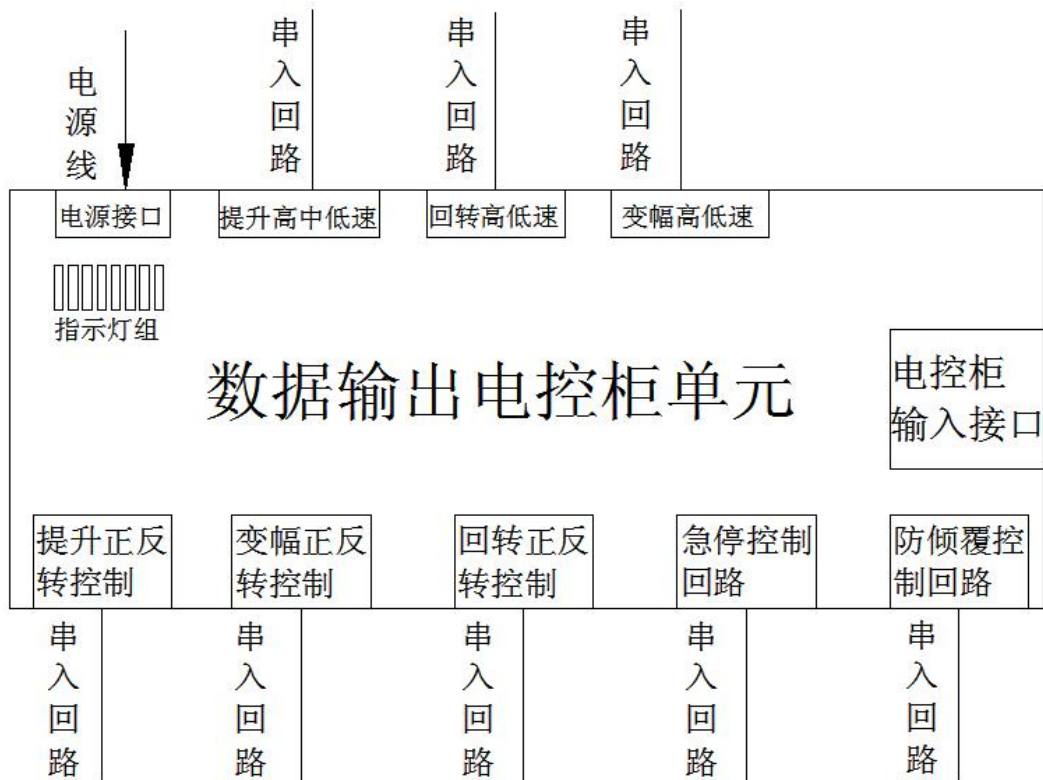 电源线
串入回路
串入回路
串入回路
电源接口
提升高中低速
回转高低速
变幅高低速
指示灯组
数据输出电控柜单元
电控柜
输入接口
提升正反
转控制
变幅正反
转控制
回转正反
转控制
急停控制
回路
防倾覆控
制回路
串入回路
串入回路
串入回路
串入回路
串入回路